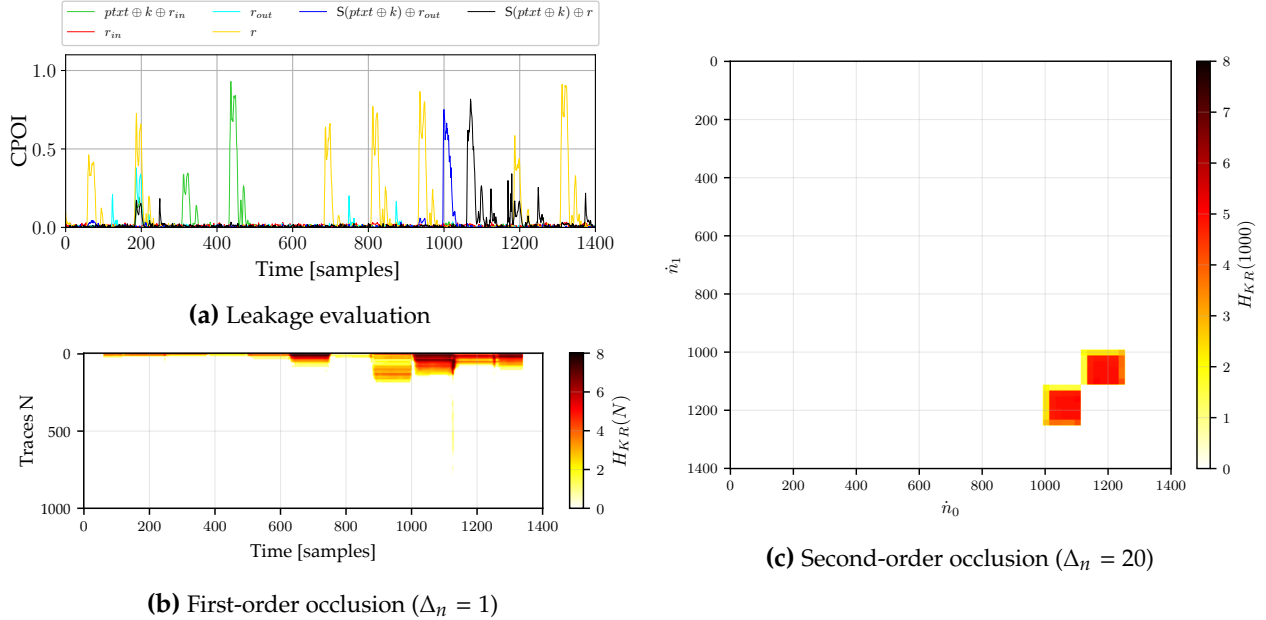 ptxt ⊕ k ⊕ r_in r_out S(ptxt ⊕ k) ⊕ r_out S(ptxt ⊕ k) ⊕ r
r_in r
1.0
0.5
0.0
CPOI
0 200 400 600 800 1000 1200 1400
Time [samples]
(a) Leakage evaluation
0
500
1000
Traces N
0 200 400 600 800 1000 1200 1400
Time [samples]
8
6
4
2
0
H_KR(N)
(b) First-order occlusion (Δ_n = 1)
0
200
400
600
800
1000
1200
1400
ṅ_1
0 200 400 600 800 1000 1200 1400
ṅ_0
8
7
6
5
4
3
2
1
0
H_KR(1000)
(c) Second-order occlusion (Δ_n = 20)